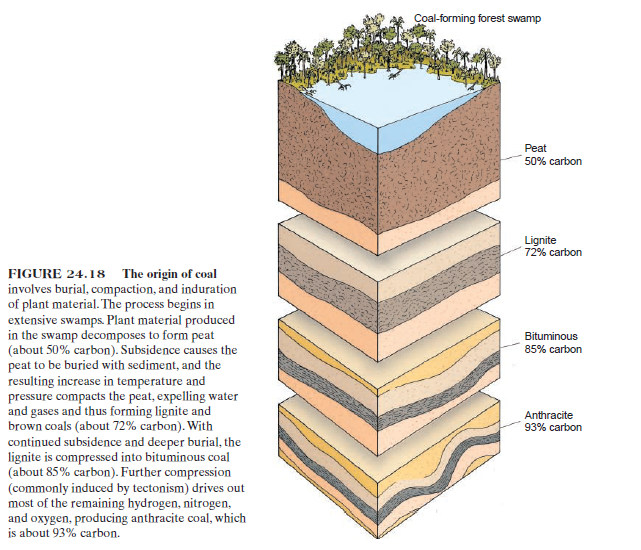 Coal-forming forest swamp
Peat
50% carbon
Lignite
72% carbon
Bituminous
85% carbon
Anthracite
93% carbon
FIGURE 24.18 The origin of coal
involves burial, compaction, and induration
of plant material. The process begins in
extensive swamps. Plant material produced
in the swamp decomposes to form peat
(about 50% carbon). Subsidence causes the
peat to be buried with sediment, and the
resulting increase in temperature and
pressure compacts the peat, expelling water
and gases and thus forming lignite and
brown coals (about 72% carbon). With
continued subsidence and deeper burial, the
lignite is compressed into bituminous coal
(about 85% carbon). Further compression
(commonly induced by tectonism) drives out
most of the remaining hydrogen, nitrogen,
and oxygen, producing anthracite coal, which
is about 93% carbon.